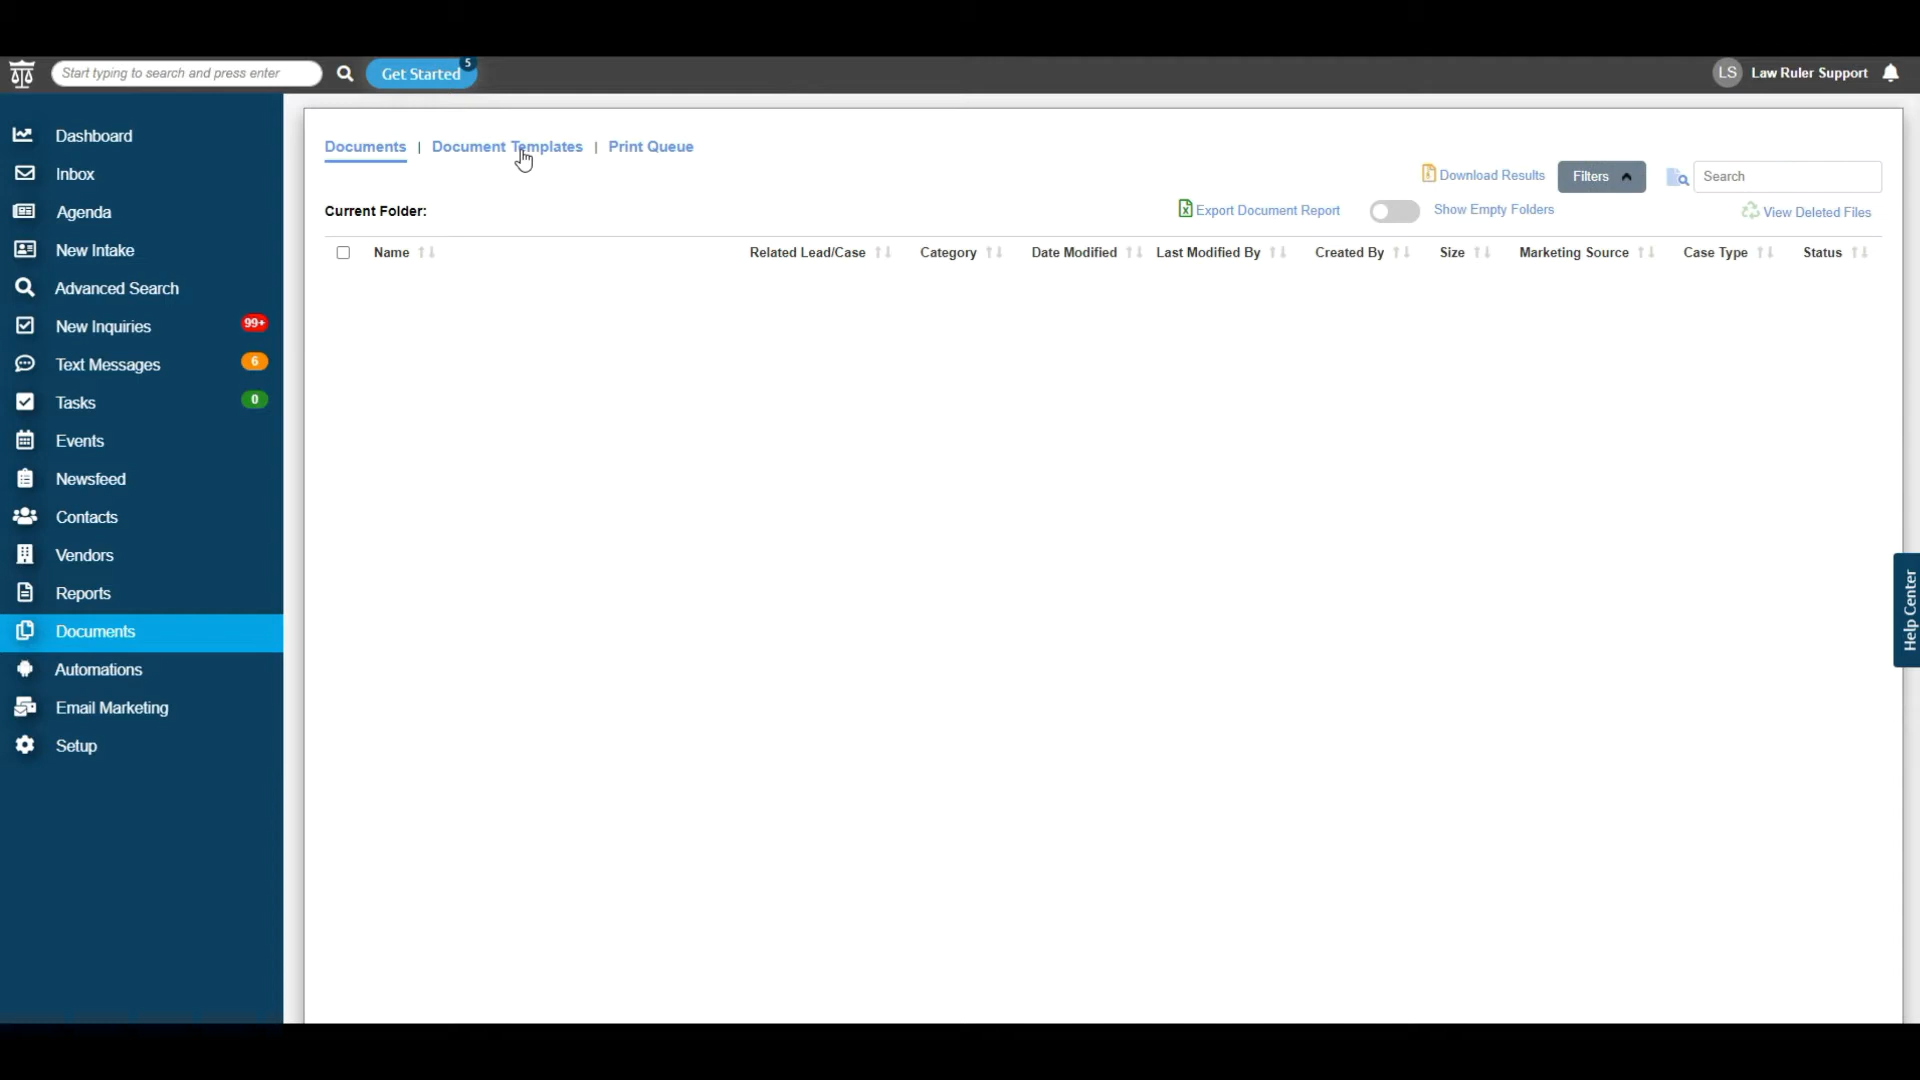 Start typing to search and press enter
Get Started 5
LS Law Ruler Support
Dashboard
Inbox
Agenda
New Intake
Advanced Search
New Inquiries 99+
Text Messages 6
Tasks 0
Events
Newsfeed
Contacts
Vendors
Reports
Documents
Automations
Email Marketing
Setup
Documents | Document Templates | Print Queue
Download Results Filters Search
Current Folder: Export Document Report Show Empty Folders View Deleted Files
Name Related Lead/Case Category Date Modified Last Modified By Created By Size Marketing Source Case Type Status
Help Center